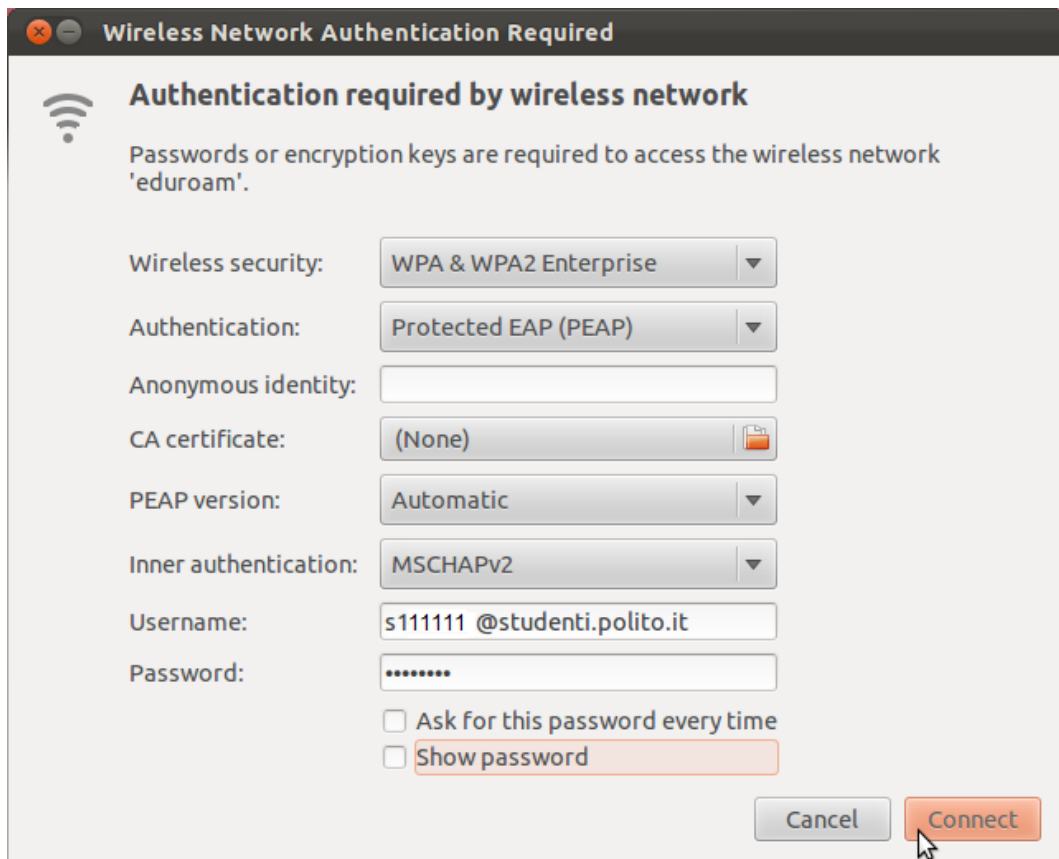 Wireless Network Authentication Required
Authentication required by wireless network
Passwords or encryption keys are required to access the wireless network
'eduroam'.
Wireless security: WPA & WPA2 Enterprise
Authentication: Protected EAP (PEAP)
Anonymous identity:
CA certificate: (None)
PEAP version: Automatic
Inner authentication: MSCHAPv2
Username: s111111 @studenti.polito.it
Password: ••••••••
Ask for this password every time
Show password
Cancel Connect